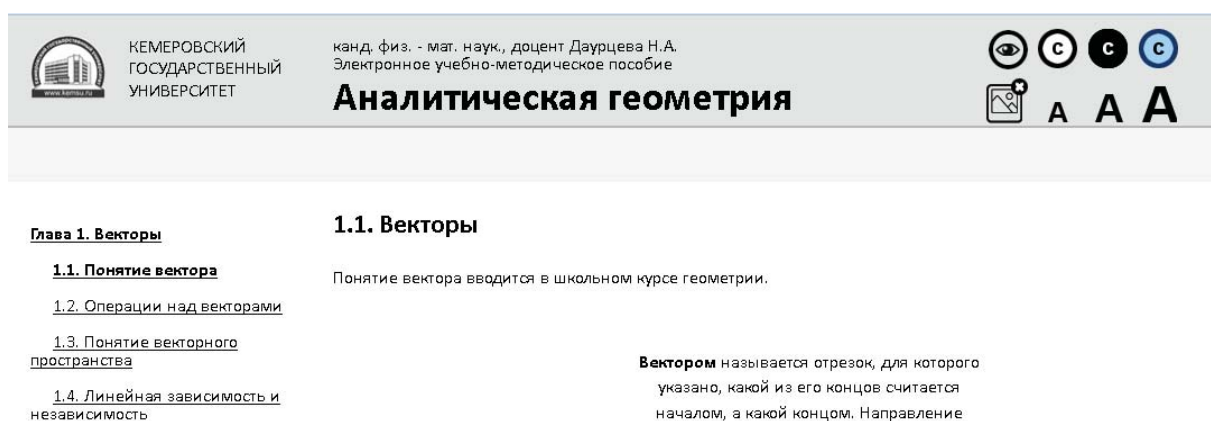 КЕМЕРОВСКИЙ
ГОСУДАРСТВЕННЫЙ
УНИВЕРСИТЕТ
www.kemsu.ru
канд. физ. - мат. наук., доцент Даурцева Н.А.
Электронное учебно-методическое пособие
Аналитическая геометрия
C C C
A A A
Глава 1. Векторы
1.1. Понятие вектора
1.2. Операции над векторами
1.3. Понятие векторного
пространства
1.4. Линейная зависимость и
независимость
1.1. Векторы
Понятие вектора вводится в школьном курсе геометрии.
Вектором называется отрезок, для которого
указано, какой из его концов считается
началом, а какой концом. Направление